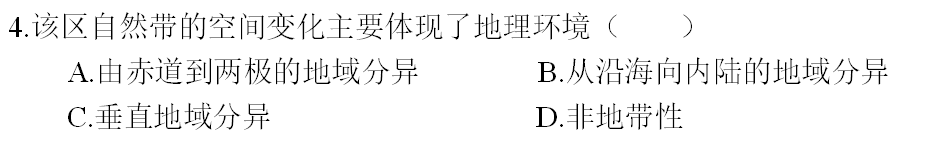 4.该区自然带的空间变化主要体现了地理环境（　　）
A.由赤道到两极的地域分异　　B.从沿海向内陆的地域分异
C.垂直地域分异　　D.非地带性